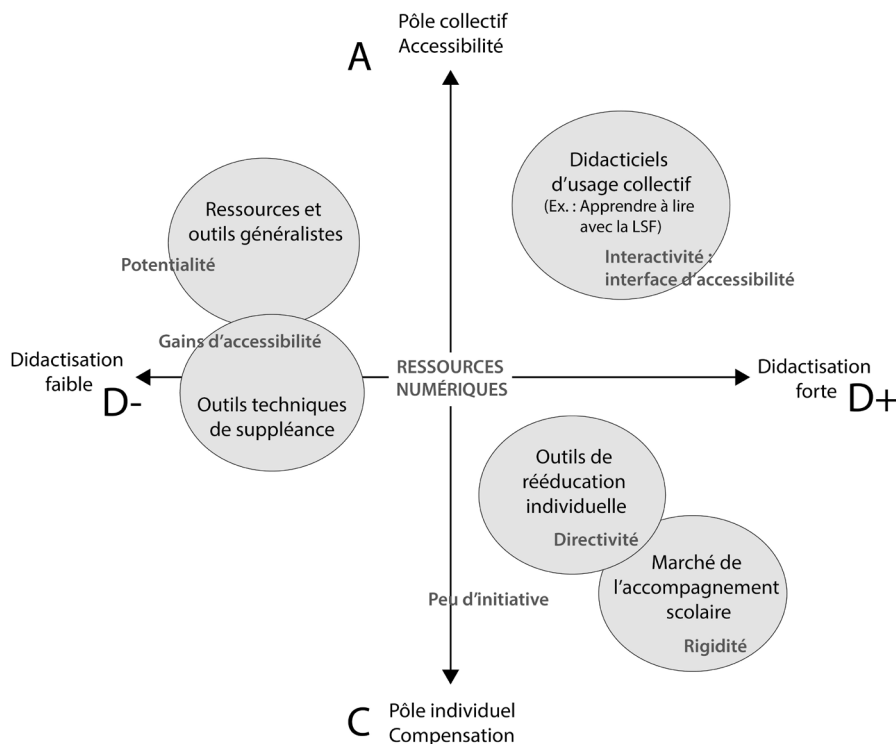 Pôle collectif
Accessibilité
A
Didacticiels
d'usage collectif
(Ex. : Apprendre à lire
avec la LSF)
Interactivité :
interface d'accessibilité
Ressources et
outils généralistes
Potentialité
Gains d'accessibilité
Outils techniques
de suppléance
Didactisation
faible
D-
RESSOURCES
NUMÉRIQUES
Didactisation
forte
D+
Outils de
rééducation
individuelle
Directivité
Marché de
l'accompagnement
scolaire
Rigidité
Peu d'initiative
C
Pôle individuel
Compensation